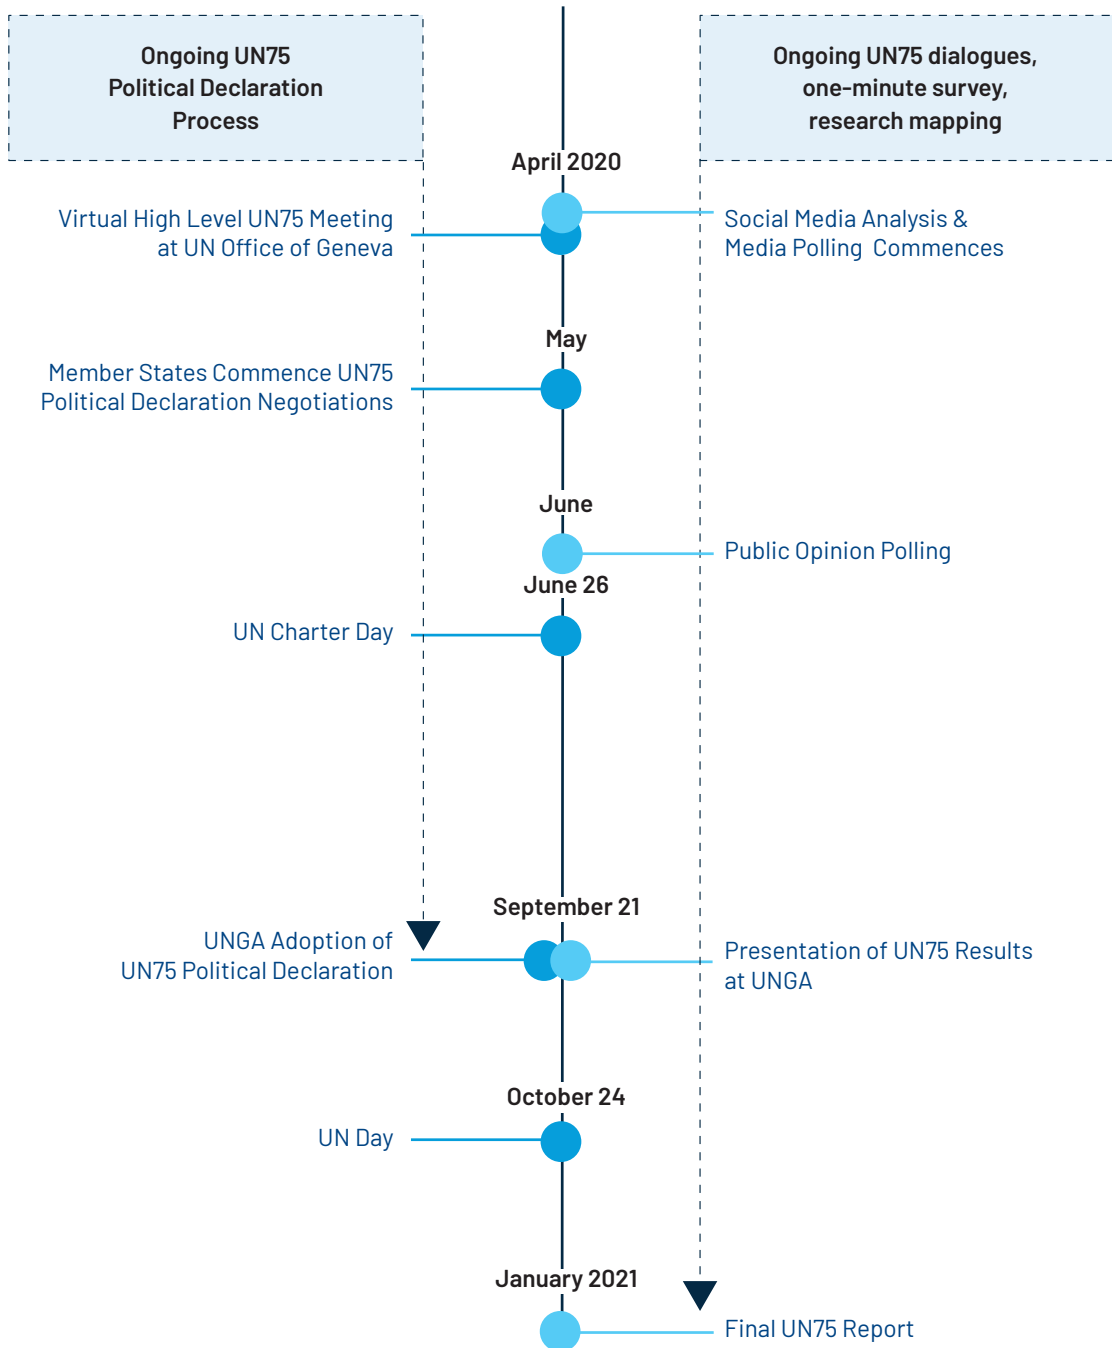 Ongoing UN75
Political Declaration
Process
Ongoing UN75 dialogues,
one-minute survey,
research mapping
April 2020
Virtual High Level UN75 Meeting
at UN Office of Geneva
Social Media Analysis &
Media Polling Commences
May
Member States Commence UN75
Political Declaration Negotiations
June
Public Opinion Polling
June 26
UN Charter Day
September 21
UNGA Adoption of
UN75 Political Declaration
Presentation of UN75 Results
at UNGA
October 24
UN Day
January 2021
Final UN75 Report